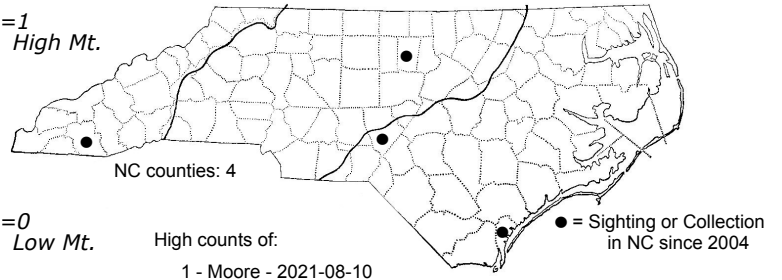 =1
High Mt.
NC counties: 4
=0
Low Mt.
High counts of:
1 - Moore - 2021-08-10
● = Sighting or Collection
in NC since 2004